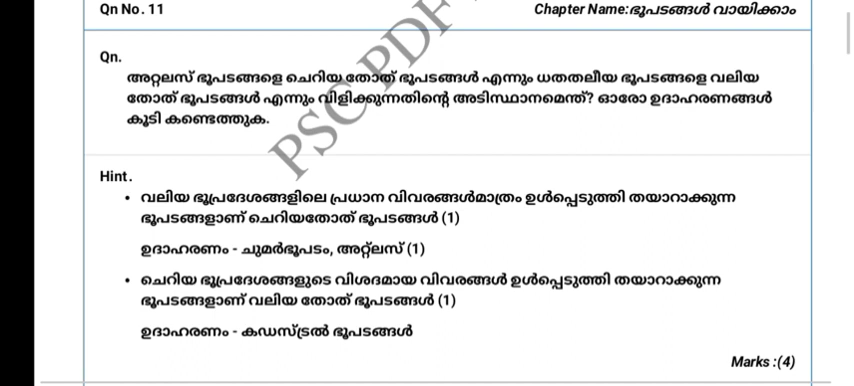 Qn No. 11
Chapter Name:ഭൂപടങ്ങൾ വായിക്കാം
Qn.
അറ്റലസ് ഭൂപടങ്ങളെ ചെറിയ തോത് ഭൂപടങ്ങൾ എന്നും ധതതലീയ ഭൂപടങ്ങളെ വലിയ
തോത് ഭൂപടങ്ങൾ എന്നും വിളിക്കുന്നതിന്റെ അടിസ്ഥാനമെന്ത്? ഓരോ ഉദാഹരണങ്ങൾ
കൂടി കണ്ടെത്തുക.
PSC PDF
Hint.
• വലിയ ഭൂപ്രദേശങ്ങളിലെ പ്രധാന വിവരങ്ങൾമാത്രം ഉൾപ്പെടുത്തി തയാറാക്കുന്ന
ഭൂപടങ്ങളാണ് ചെറിയതോത് ഭൂപടങ്ങൾ (1)
ഉദാഹരണം - ചുമർഭൂപടം, അറ്റ്ലസ് (1)
• ചെറിയ ഭൂപ്രദേശങ്ങളുടെ വിശദമായ വിവരങ്ങൾ ഉൾപ്പെടുത്തി തയാറാക്കുന്ന
ഭൂപടങ്ങളാണ് വലിയ തോത് ഭൂപടങ്ങൾ (1)
ഉദാഹരണം - കഡസ്ട്രൽ ഭൂപടങ്ങൾ
Marks :(4)